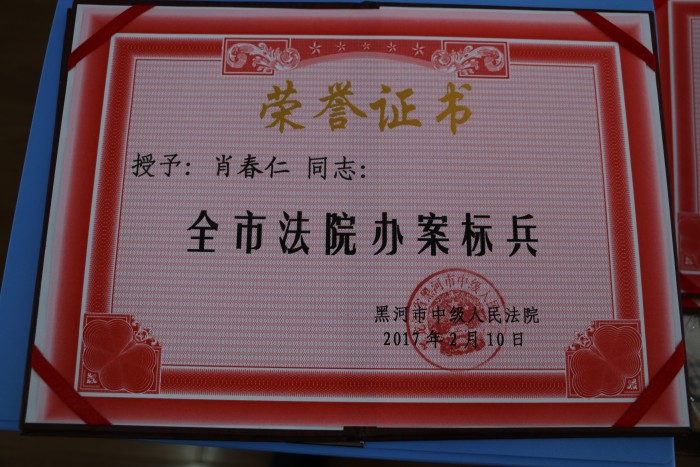 荣誉证书
授予：肖春仁 同志：
全市法院办案标兵
黑河市中级人民法院
2017年2月10日